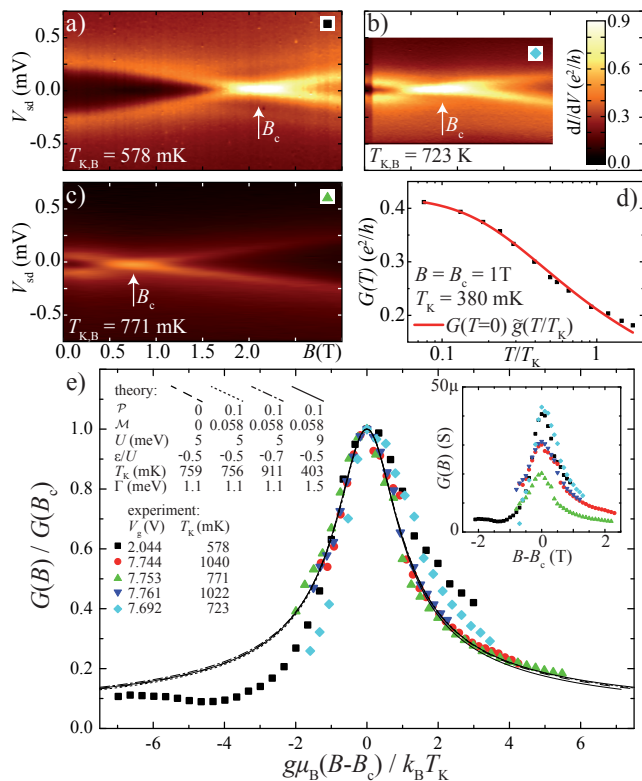 a)
b)
0.5
0.0
-0.5
V_sd (mV)
B_c
T_K,B = 578 mK
B_c
T_K,B = 723 K
0.9
0.6
0.3
0.0
dI/dV (e²/h)
c)
0.5
0.0
-0.5
V_sd (mV)
B_c
T_K,B = 771 mK
0.0 1.0 2.0 B(T)
d)
0.4
0.3
0.2
G(T) (e²/h)
B = B_c = 1T
T_K = 380 mK
G(T=0) g̃(T/T_K)
0.1 1
T/T_K
e)
theory:
𝒫 0 0.1 0.1 0.1
ℳ 0 0.058 0.058 0.058
U (meV) 5 5 5 9
ε/U −0.5 −0.5 −0.7 −0.5
T_K (mK) 759 756 911 403
Γ (meV) 1.1 1.1 1.1 1.5
experiment:
V_g (V) T_K (mK)
2.044 578
7.744 1040
7.753 771
7.761 1022
7.692 723
50μ
0
G(B) (S)
-2 -1 0 1 2
B-B_c (T)
1.0
0.8
0.6
0.4
0.2
0.0
G(B) / G(B_c)
-6 -4 -2 0 2 4 6
gμ_B(B-B_c) / k_BT_K